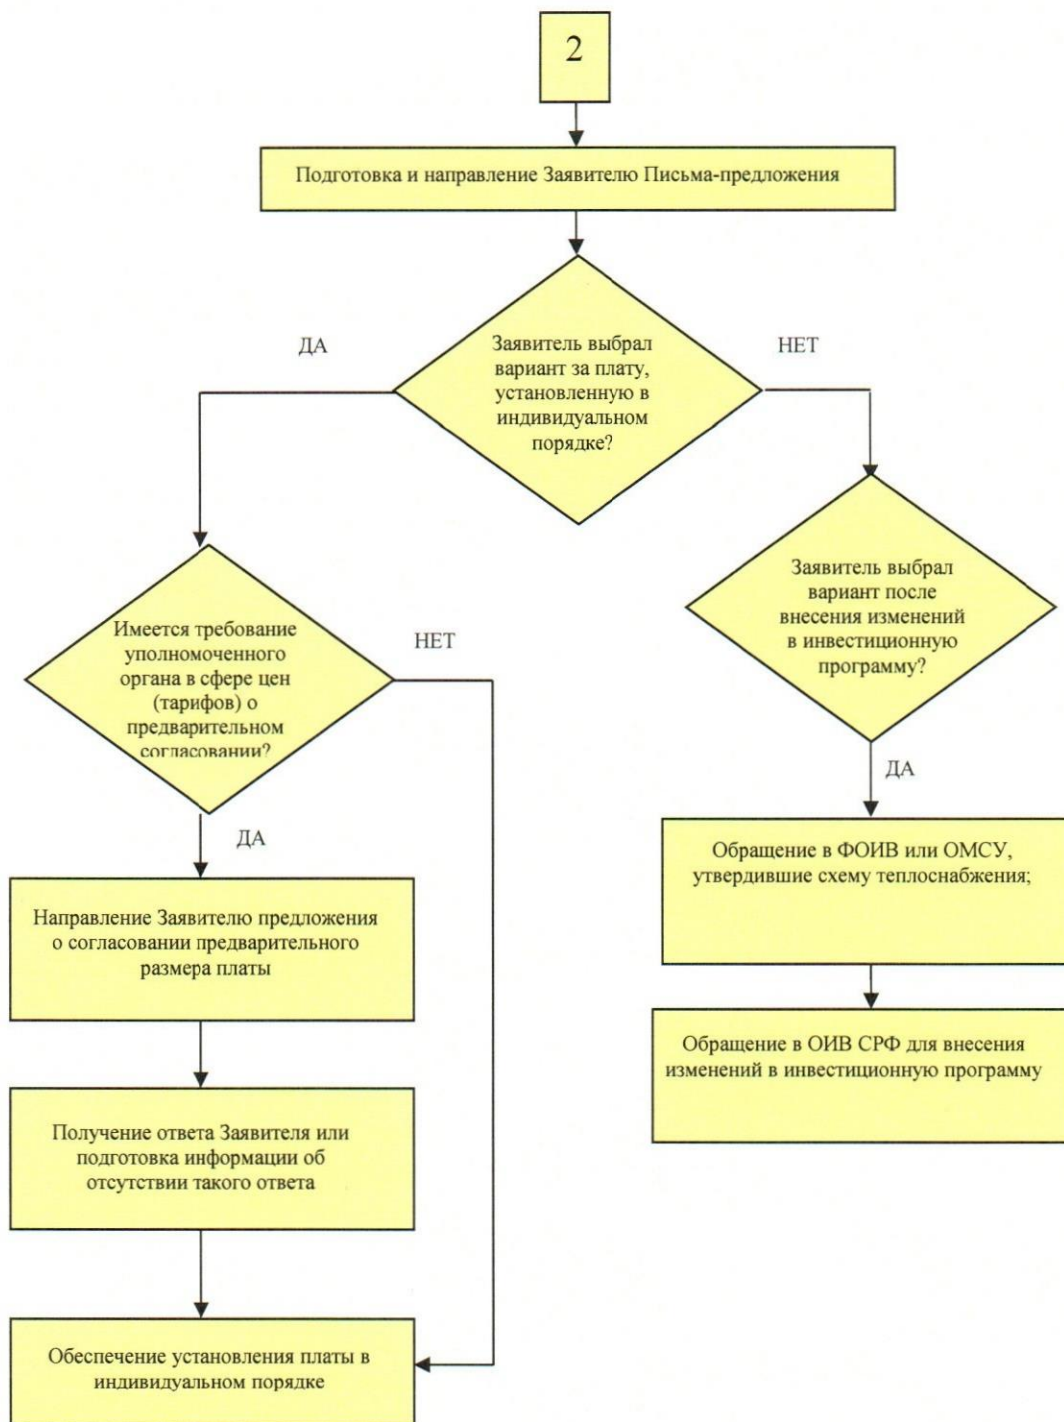 2
Подготовка и направление Заявителю Письма-предложения
ДА
Заявитель выбрал
вариант за плату,
установленную в
индивидуальном
порядке?
НЕТ
Заявитель выбрал
вариант после
внесения изменений
в инвестиционную
программу?
Имеется требование
уполномоченного
органа в сфере цен
(тарифов) о
предварительном
согласовании?
НЕТ
ДА
ДА
Обращение в ФОИВ или ОМСУ,
утвердившие схему теплоснабжения;
Направление Заявителю предложения
о согласовании предварительного
размера платы
Обращение в ОИВ СРФ для внесения
изменений в инвестиционную программу
Получение ответа Заявителя или
подготовка информации об
отсутствии такого ответа
Обеспечение установления платы в
индивидуальном порядке